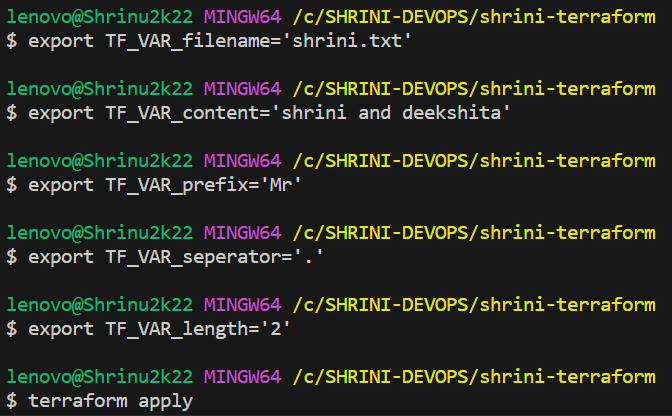 lenovo@Shrinu2k22 MINGW64 /c/SHRINI-DEVOPS/shrini-terraform
$ export TF_VAR_filename='shrini.txt'
lenovo@Shrinu2k22 MINGW64 /c/SHRINI-DEVOPS/shrini-terraform
$ export TF_VAR_content='shrini and deekshita'
lenovo@Shrinu2k22 MINGW64 /c/SHRINI-DEVOPS/shrini-terraform
$ export TF_VAR_prefix='Mr'
lenovo@Shrinu2k22 MINGW64 /c/SHRINI-DEVOPS/shrini-terraform
$ export TF_VAR_seperator='.'
lenovo@Shrinu2k22 MINGW64 /c/SHRINI-DEVOPS/shrini-terraform
$ export TF_VAR_length='2'
lenovo@Shrinu2k22 MINGW64 /c/SHRINI-DEVOPS/shrini-terraform
$ terraform apply